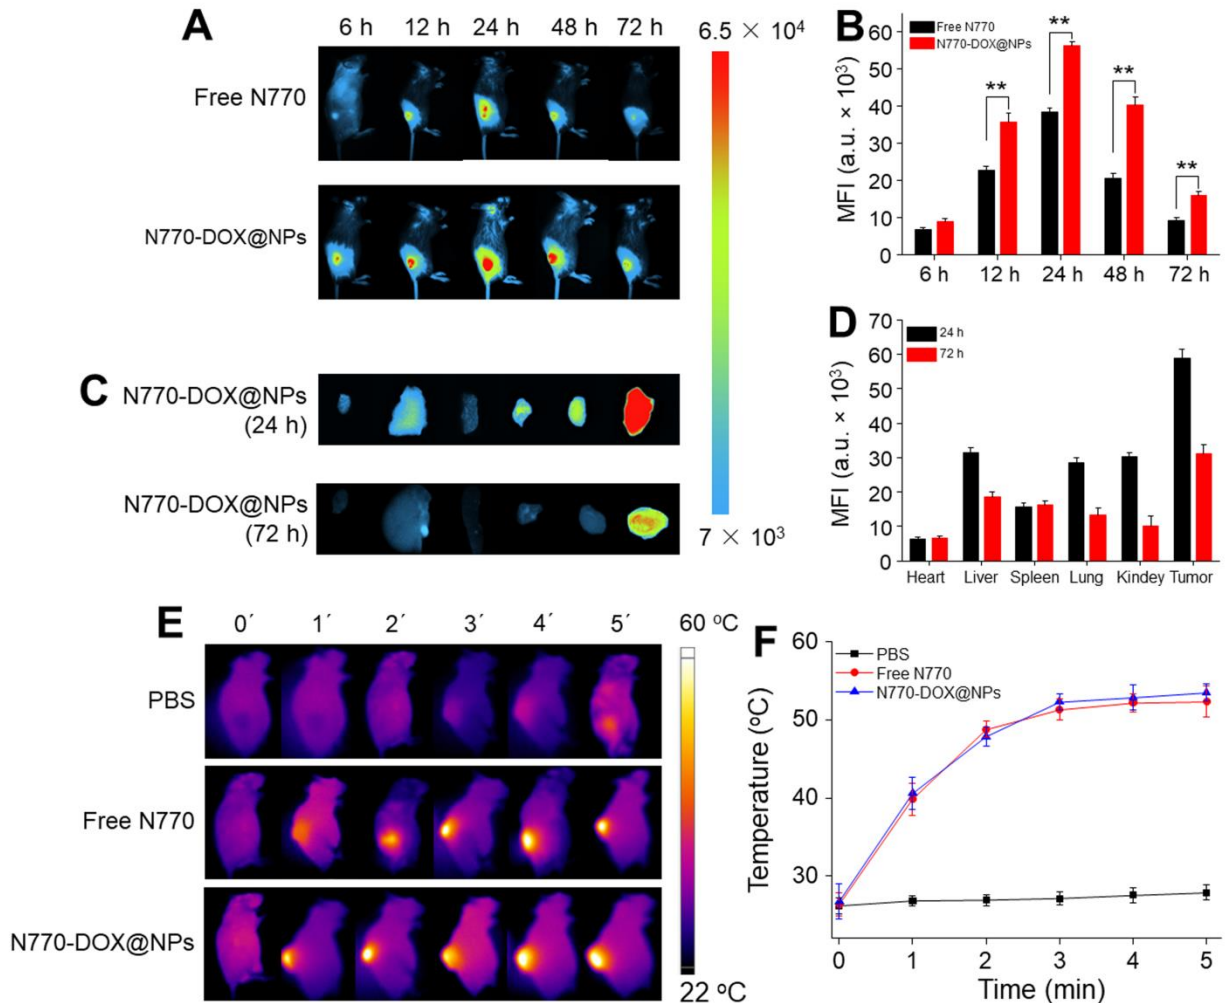 A
6 h 12 h 24 h 48 h 72 h
Free N770
N770-DOX@NPs
6.5 × 10⁴
7 × 10³
B
Free N770
N770-DOX@NPs
MFI (a.u. × 10³)
60
50
40
30
20
10
0
** ** ** **
6 h 12 h 24 h 48 h 72 h
C
N770-DOX@NPs
(24 h)
N770-DOX@NPs
(72 h)
D
24 h
72 h
MFI (a.u. × 10³)
70
60
50
40
30
20
10
0
Heart Liver Spleen Lung Kindey Tumor
E
0´ 1´ 2´ 3´ 4´ 5´
60 ºC
PBS
Free N770
N770-DOX@NPs
22 ºC
F
PBS
Free N770
N770-DOX@NPs
Temperature (ºC)
60
50
40
30
0 1 2 3 4 5
Time (min)